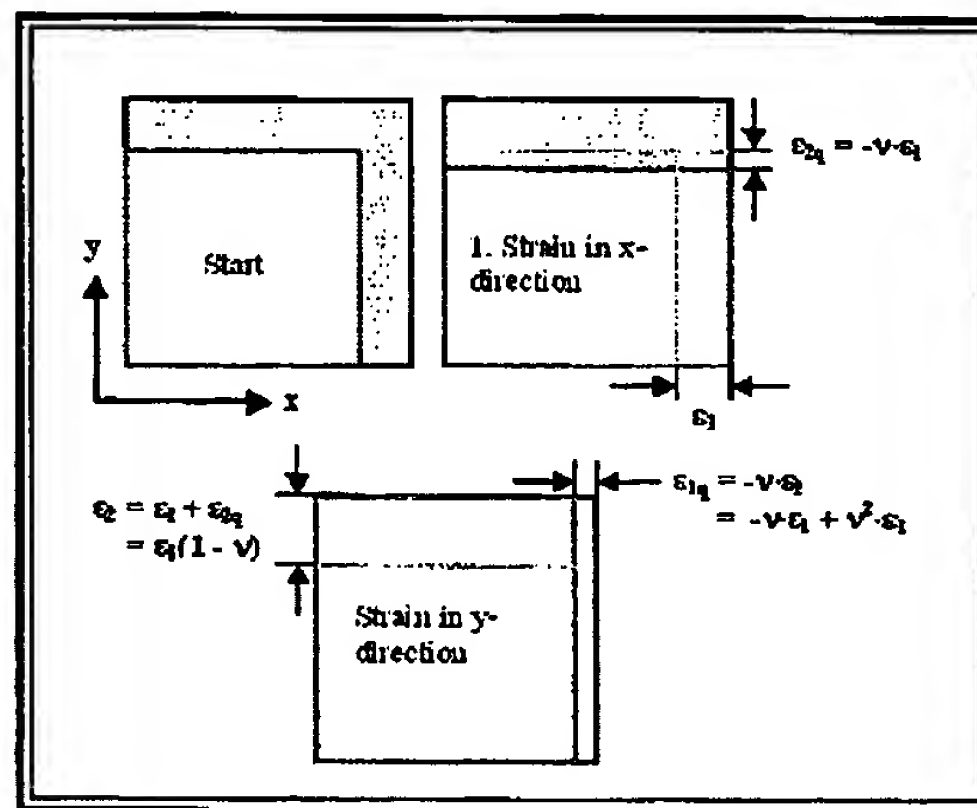 ε₂q = -ν·ε₁
y
Start
1. Strain in x-
direction
x
ε₁
ε₂ = ε₁ + ε₂q
= ε₁(1 - ν)
ε₁q = -ν·ε₂
= -ν·ε₁ + ν²·ε₁
Strain in y-
direction